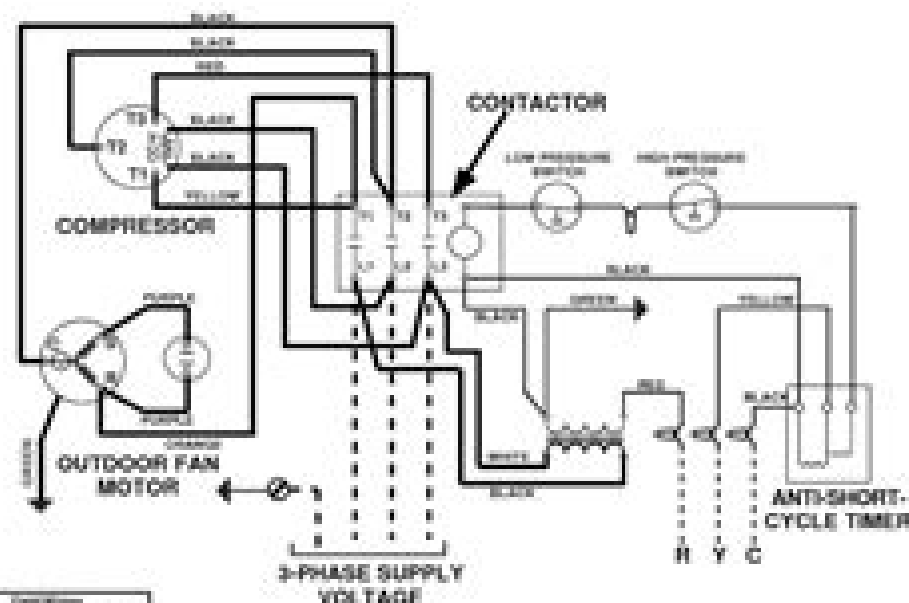 BLACK
BLACK
RED
CONTACTOR
T3
BLACK
T2
BLACK
T1
LOW PRESSURE
SWITCH
HIGH PRESSURE
SWITCH
YELLOW
COMPRESSOR
T1
T2
T3
L1
L2
L3
BLACK
PURPLE
GREEN
YELLOW
BLACK
RED
BLACK
PURPLE
ORANGE
GREEN
OUTDOOR FAN
MOTOR
WHITE
BLACK
ANTI-SHORT-
CYCLE TIMER
R Y C
3-PHASE SUPPLY
VOLTAGE